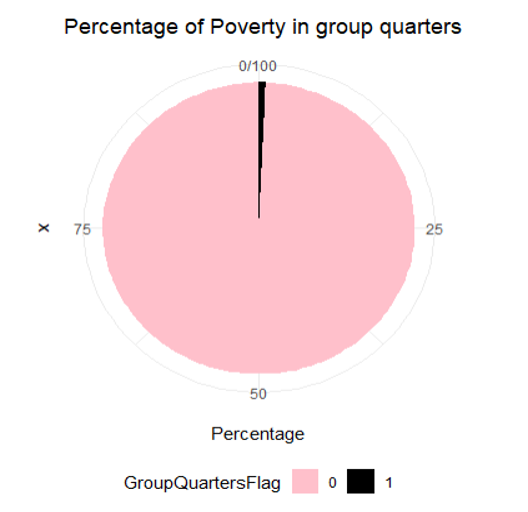 Percentage of Poverty in group quarters
0/100
x
75
25
50
Percentage
GroupQuartersFlag 0 1